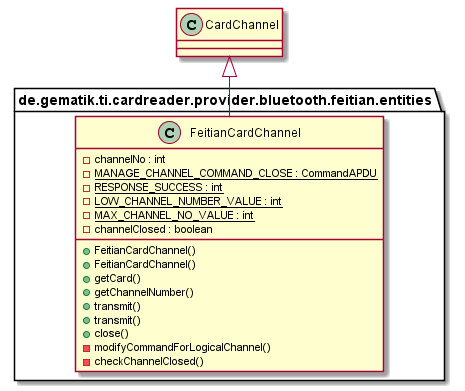 C CardChannel
de.gematik.ti.cardreader.provider.bluetooth.feitian.entities
C FeitianCardChannel
channelNo : int
MANAGE_CHANNEL_COMMAND_CLOSE : CommandAPDU
RESPONSE_SUCCESS : int
LOW_CHANNEL_NUMBER_VALUE : int
MAX_CHANNEL_NO_VALUE : int
channelClosed : boolean
FeitianCardChannel()
FeitianCardChannel()
getCard()
getChannelNumber()
transmit()
transmit()
close()
modifyCommandForLogicalChannel()
checkChannelClosed()